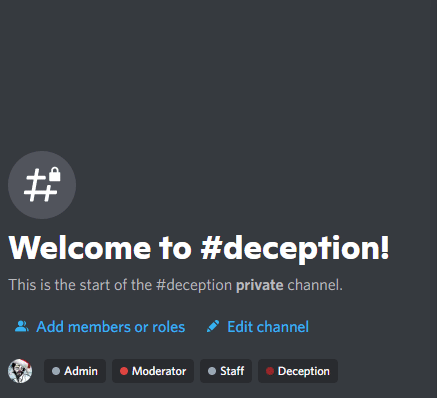 Welcome to #deception!
This is the start of the #deception private channel.
Add members or roles Edit channel
Admin Moderator Staff Deception